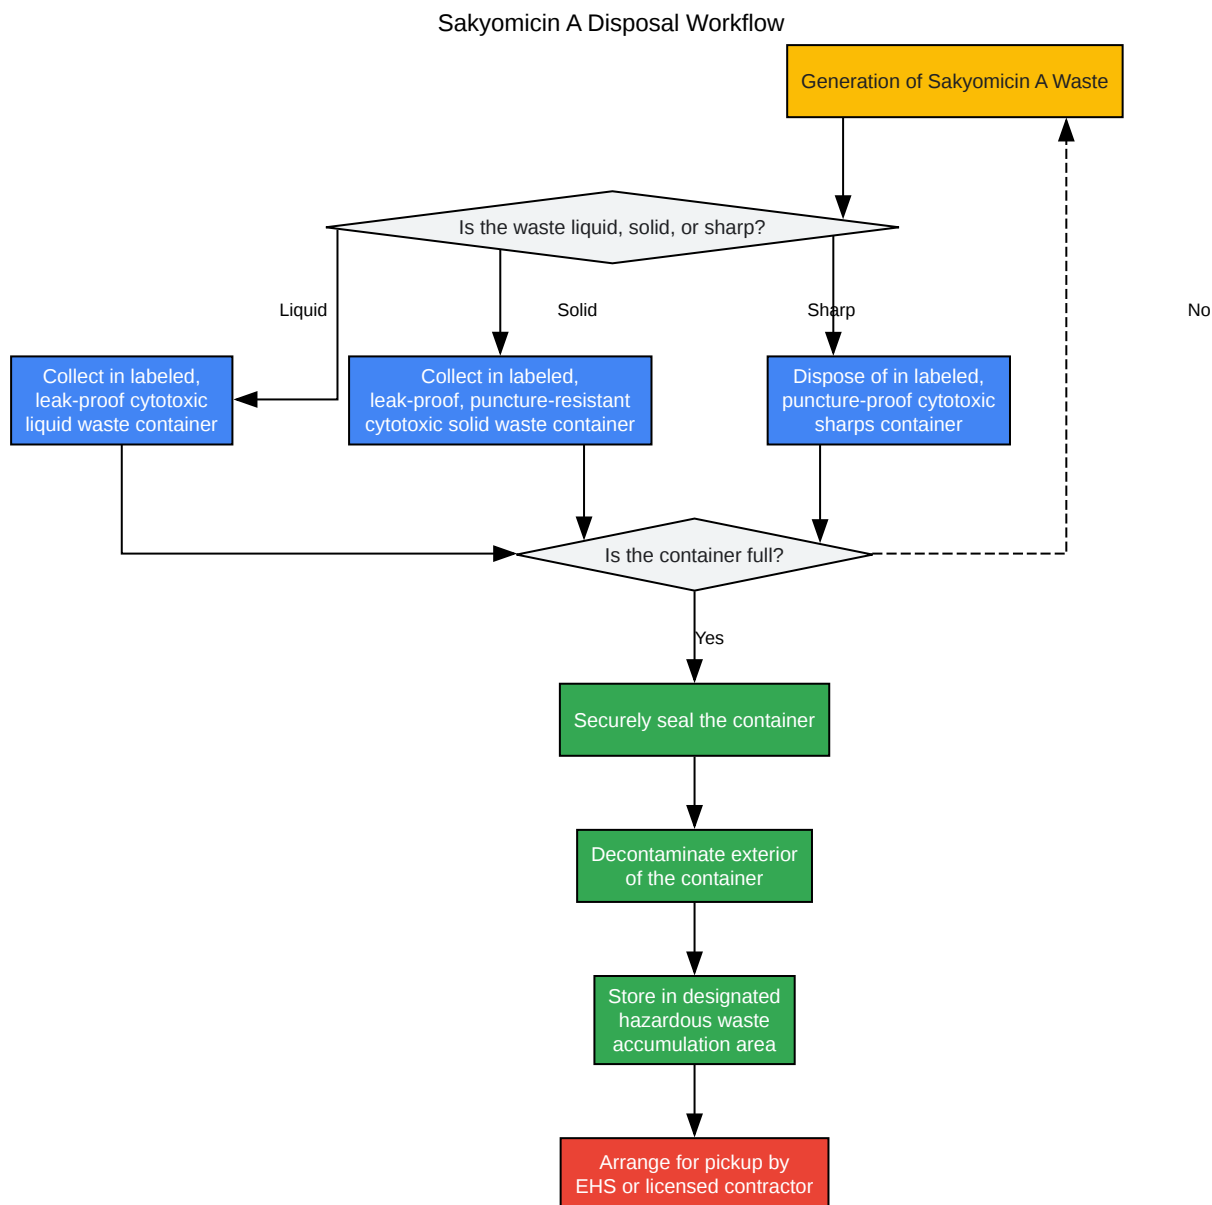 Sakyomicin A Disposal Workflow
Generation of Sakyomicin A Waste
Is the waste liquid, solid, or sharp?
Liquid
Solid
Sharp
No
Collect in labeled,
leak-proof cytotoxic
liquid waste container
Collect in labeled,
leak-proof, puncture-resistant
cytotoxic solid waste container
Dispose of in labeled,
puncture-proof cytotoxic
sharps container
Is the container full?
Yes
Securely seal the container
Decontaminate exterior
of the container
Store in designated
hazardous waste
accumulation area
Arrange for pickup by
EHS or licensed contractor